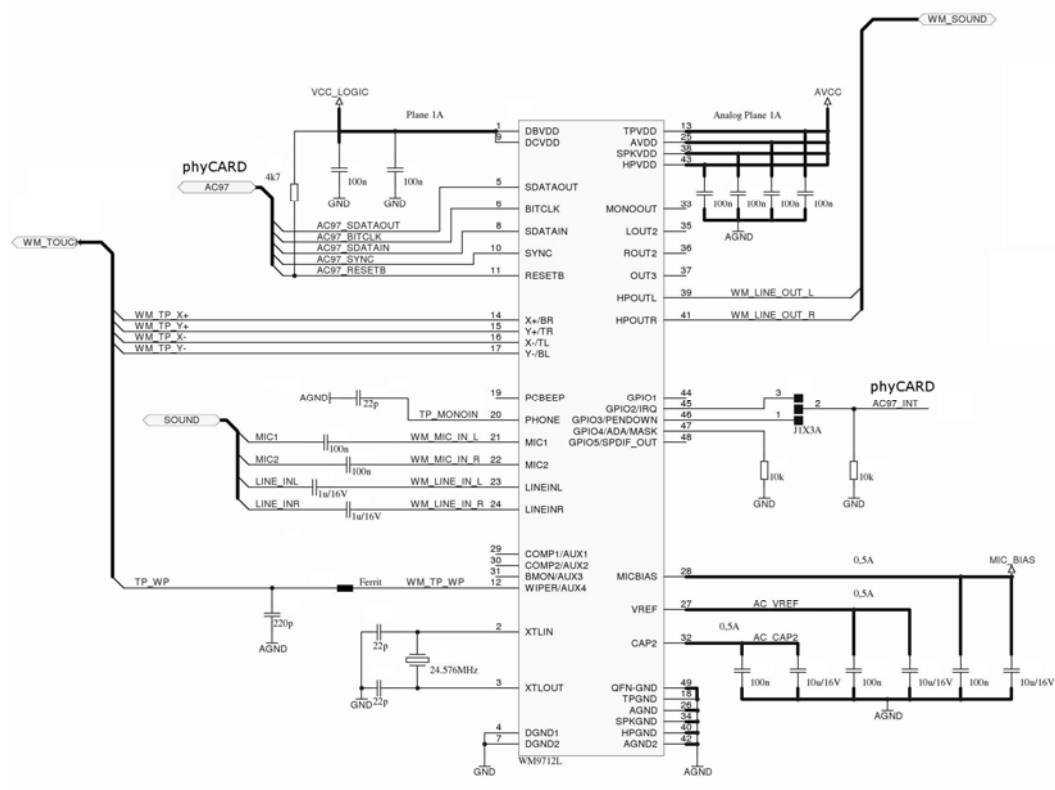 WM_SOUND
VCC_LOGIC
Plane 1A
Analog Plane 1A
AVCC
phyCARD
AC97
4k7
100n
100n
GND
GND
1
DBVDD
9
DCVDD
5
SDATAOUT
6
BITCLK
8
SDATAIN
10
SYNC
11
RESETB
AC97_SDATAOUT
AC97_BITCLK
AC97_SDATAIN
AC97_SYNC
AC97_RESETB
TPVDD
13
AVDD
25
SPKVDD
38
HPVDD
43
100n
100n
100n
100n
AGND
MONOOUT
33
LOUT2
35
ROUT2
36
OUT3
37
HPOUTL
39
WM_LINE_OUT_L
HPOUTR
41
WM_LINE_OUT_R
WM_TOUC
WM_TP_X+
14
X+/BR
WM_TP_Y+
15
Y+/TR
WM_TP_X-
16
X-/TL
WM_TP_Y-
17
Y-/BL
19
PCBEEP
AGND
22p
TP_MONOIN
20
PHONE
SOUND
MIC1
100n
WM_MIC_IN_L
21
MIC1
MIC2
100n
WM_MIC_IN_R
22
MIC2
LINE_INL
1u/16V
WM_LINE_IN_L
23
LINEINL
LINE_INR
1u/16V
WM_LINE_IN_R
24
LINEINR
GPIO1
44
GPIO2/IRQ
45
GPIO3/PENDOWN
46
GPIO4/ADA/MASK
47
GPIO5/SPDIF_OUT
48
3
2
1
J1X3A
phyCARD
AC97_INT
10k
10k
GND
GND
29
COMP1/AUX1
30
COMP2/AUX2
31
BMON/AUX3
12
WIPER/AUX4
TP_WP
Ferrit
WM_TP_WP
220p
AGND
2
XTLIN
22p
24.576MHz
3
XTLOUT
GND
22p
4
DGND1
7
DGND2
GND
WM9712L
MICBIAS
28
0,5A
MIC_BIAS
VREF
27
AC_VREF
0,5A
CAP2
32
0,5A
AC_CAP2
100n
10u/16V
100n
10u/16V
100n
10u/16V
AGND
QFN-GND
49
TPGND
18
AGND
26
SPKGND
34
HPGND
40
AGND2
42
AGND